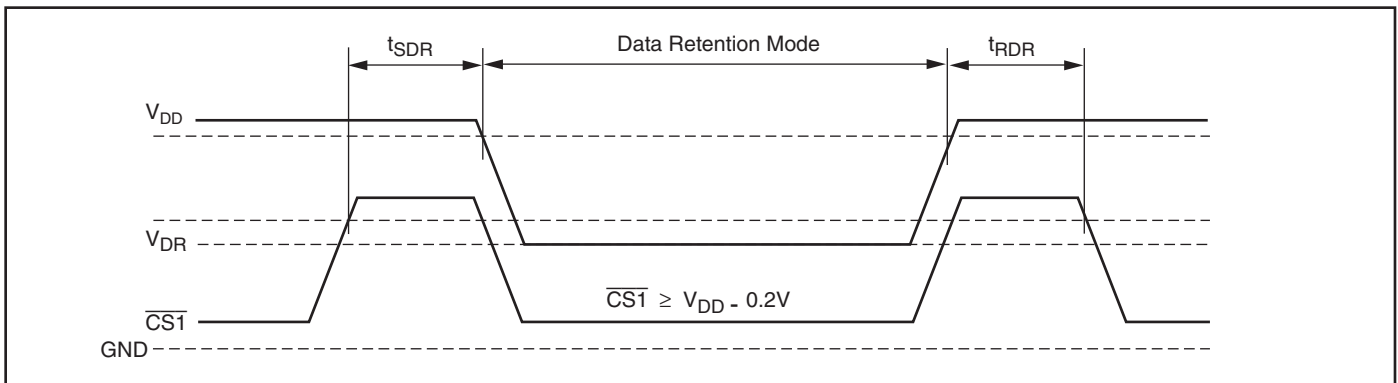 tSDR Data Retention Mode tRDR
VDD
VDR
CS1 ≥ VDD - 0.2V
CS1
GND